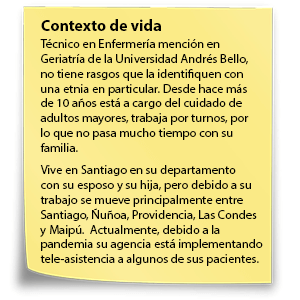 Contexto de vida
Técnico en Enfermería mención en
Geriatría de la Universidad Andrés Bello,
no tiene rasgos que la identifiquen con
una etnia en particular. Desde hace más
de 10 años está a cargo del cuidado de
adultos mayores, trabaja por turnos, por
lo que no pasa mucho tiempo con su
familia.
Vive en Santiago en su departamento
con su esposo y su hija, pero debido a su
trabajo se mueve principalmente entre
Santiago, Ñuñoa, Providencia, Las Condes
y Maipú. Actualmente, debido a la
pandemia su agencia está implementando
tele-asistencia a algunos de sus pacientes.